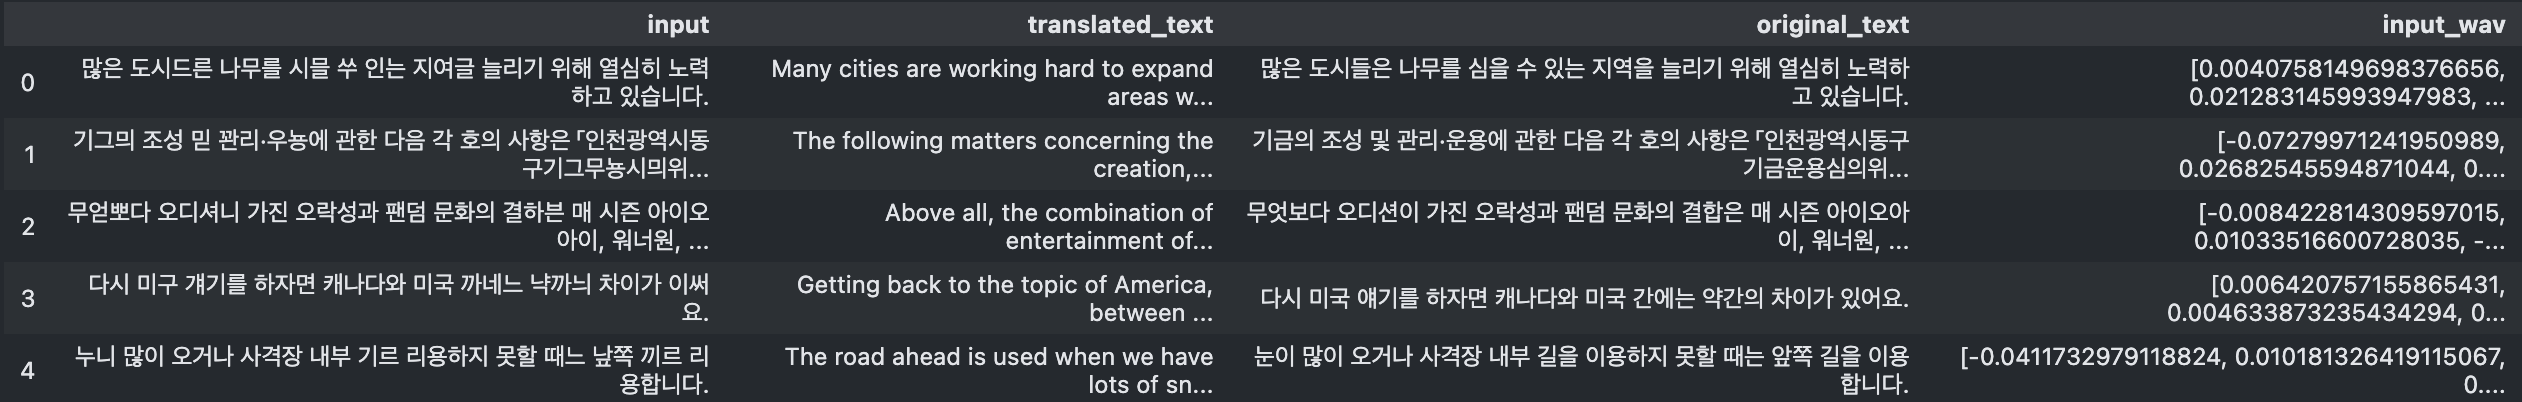 input translated_text original_text input_wav
0 많은 도시드른 나무를 시믈 쑤 인는 지여글 늘리기 위해 열심히 노력 Many cities are working hard to expand 많은 도시들은 나무를 심을 수 있는 지역을 늘리기 위해 열심히 노력하 [0.0040758149698376656,
하고 있습니다. areas w... 고 있습니다. 0.021283145993947983, ...
1 기그믜 조성 믿 꽌리·우뇽에 관한 다음 각 호의 사항은 「인천광역시동 The following matters concerning the 기금의 조성 및 관리·운용에 관한 다음 각 호의 사항은 「인천광역시동구 [-0.07279971241950989,
구기그무뇽시믜위... creation,... 기금운용심의위... 0.02682545594871044, 0....
2 무얻뽀다 오디셔니 가진 오락성과 팬덤 문화의 결하븐 매 시즌 아이오 Above all, the combination of 무엇보다 오디션이 가진 오락성과 팬덤 문화의 결합은 매 시즌 아이오아 [-0.008422814309597015,
아이, 워너원, ... entertainment of... 이, 워너원, ... 0.01033516600728035, -...
3 다시 미구 걔기를 하자면 캐나다와 미국 까네느 냑까늬 차이가 이써 Getting back to the topic of America, 다시 미국 얘기를 하자면 캐나다와 미국 간에는 약간의 차이가 있어요. [0.006420757155865431,
요. between ... 0.004633873235434294, 0...
4 누니 많이 오거나 사격장 내부 기르 리용하지 못할 때느 낲쪽 끼르 리 The road ahead is used when we have 눈이 많이 오거나 사격장 내부 길을 이용하지 못할 때는 앞쪽 길을 이용 [-0.0411732979118824, 0.010181326419115067,
용합니다. lots of sn... 합니다. 0....